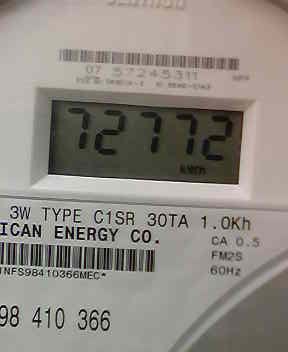 07 57245311
72772
3W TYPE C1SR 30TA 1.0Kh
ICAN ENERGY CO.
CA 0.5
FM2S
60Hz
INFS98410366MEC*
98 410 366